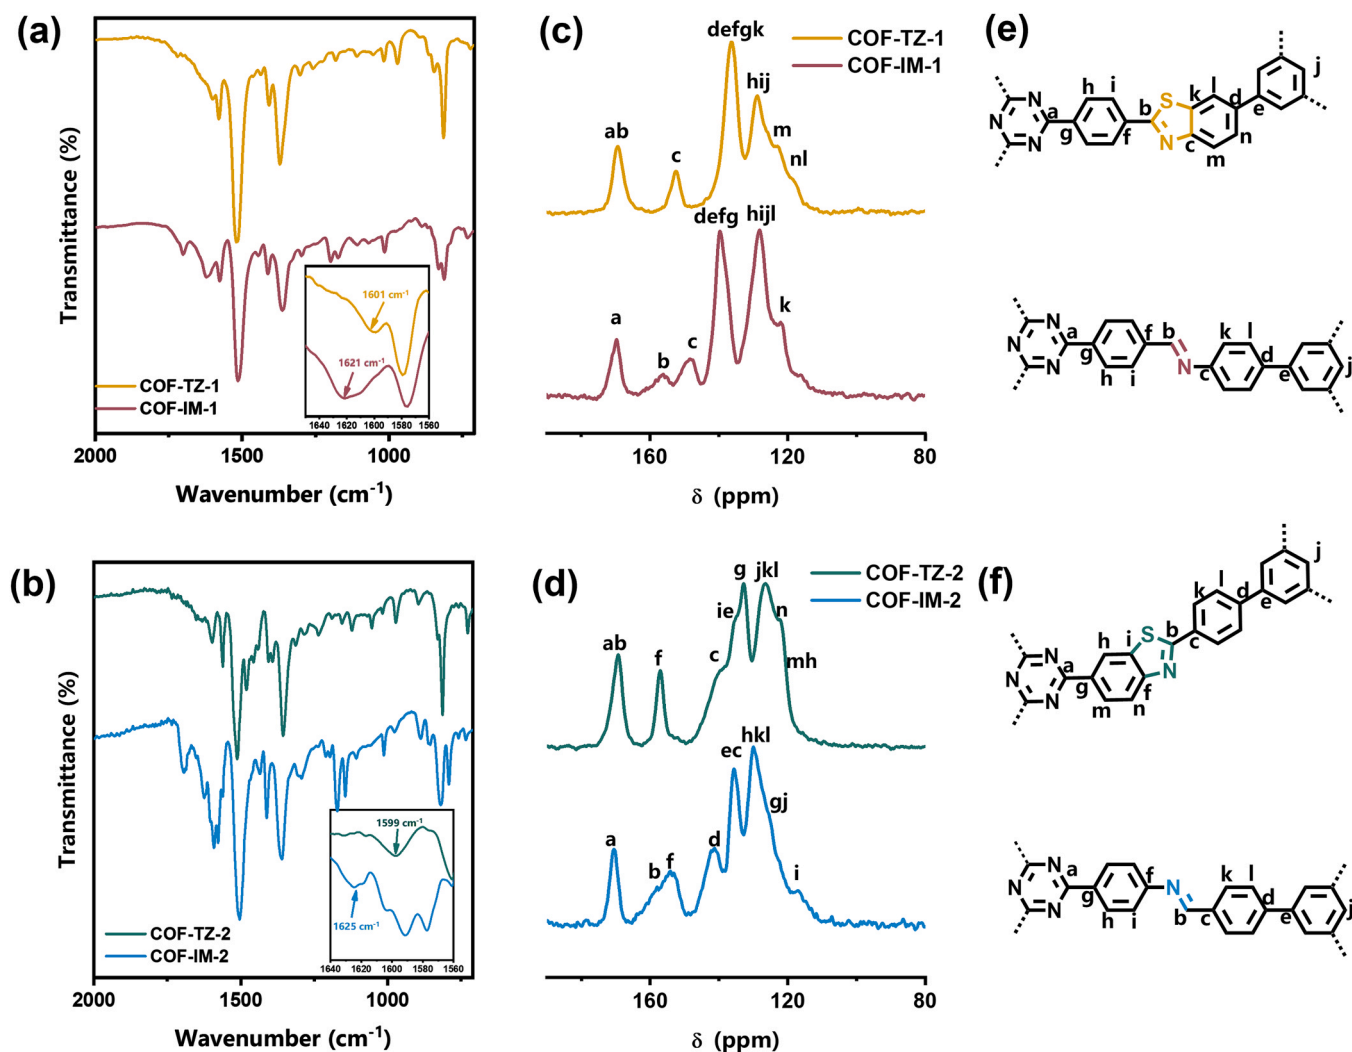 (a)
Transmittance (%)
1601 cm-1
1621 cm-1
1640 1620 1600 1580 1560
COF-TZ-1
COF-IM-1
2000 1500 1000
Wavenumber (cm-1)
(c)
defgk
COF-TZ-1
COF-IM-1
hij
ab
c
m
nl
defg
hijl
a
b
c
k
160 120 80
δ (ppm)
(e)
j
h i
S
k
l
d
N N
a
b
e
N
g
f
N
c
n
m
N N
a
f
b
k
l
d
N
g
h
i
N
c
e
j
(b)
Transmittance (%)
1599 cm-1
1625 cm-1
1640 1620 1600 1580 1560
COF-TZ-2
COF-IM-2
2000 1500 1000
Wavenumber (cm-1)
(d)
g
jkl
COF-TZ-2
COF-IM-2
ie
n
ab
f
c
mh
hkl
ec
gj
a
b
f
d
i
160 120 80
δ (ppm)
(f)
j
l
k
d
e
S
b
c
h
i
N N
a
N
N
g
f
m
n
N N
a
f
N
k
l
d
N
g
h
i
b
c
e
j